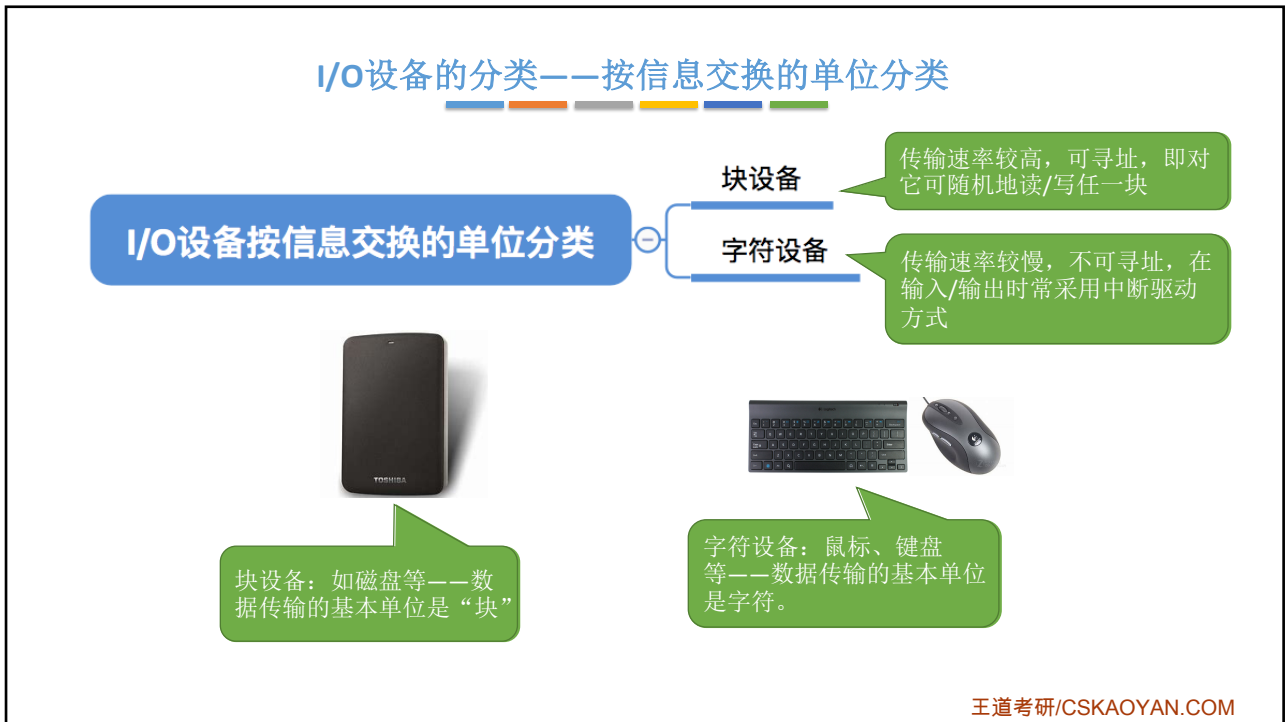 I/O设备的分类——按信息交换的单位分类
I/O设备按信息交换的单位分类
块设备
传输速率较高，可寻址，即对
它可随机地读/写任一块
字符设备
传输速率较慢，不可寻址，在
输入/输出时常采用中断驱动
方式
TOSHIBA
块设备：如磁盘等——数
据传输的基本单位是“块”
字符设备：鼠标、键盘
等——数据传输的基本单位
是字符。
王道考研/CSKAOYAN.COM